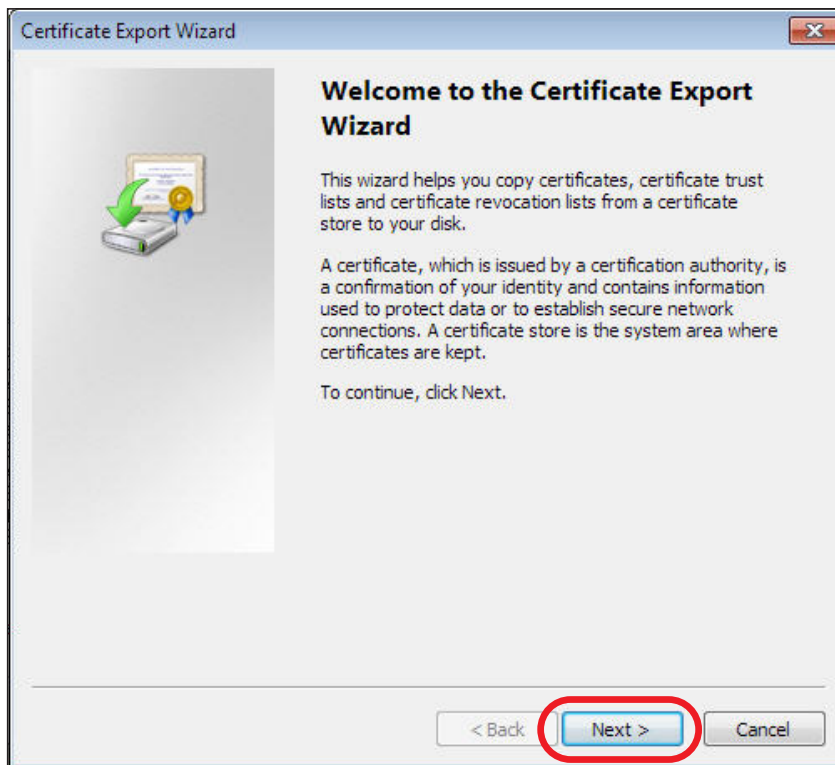 Certificate Export Wizard
Welcome to the Certificate Export
Wizard
This wizard helps you copy certificates, certificate trust
lists and certificate revocation lists from a certificate
store to your disk.
A certificate, which is issued by a certification authority, is
a confirmation of your identity and contains information
used to protect data or to establish secure network
connections. A certificate store is the system area where
certificates are kept.
To continue, click Next.
< Back Next > Cancel